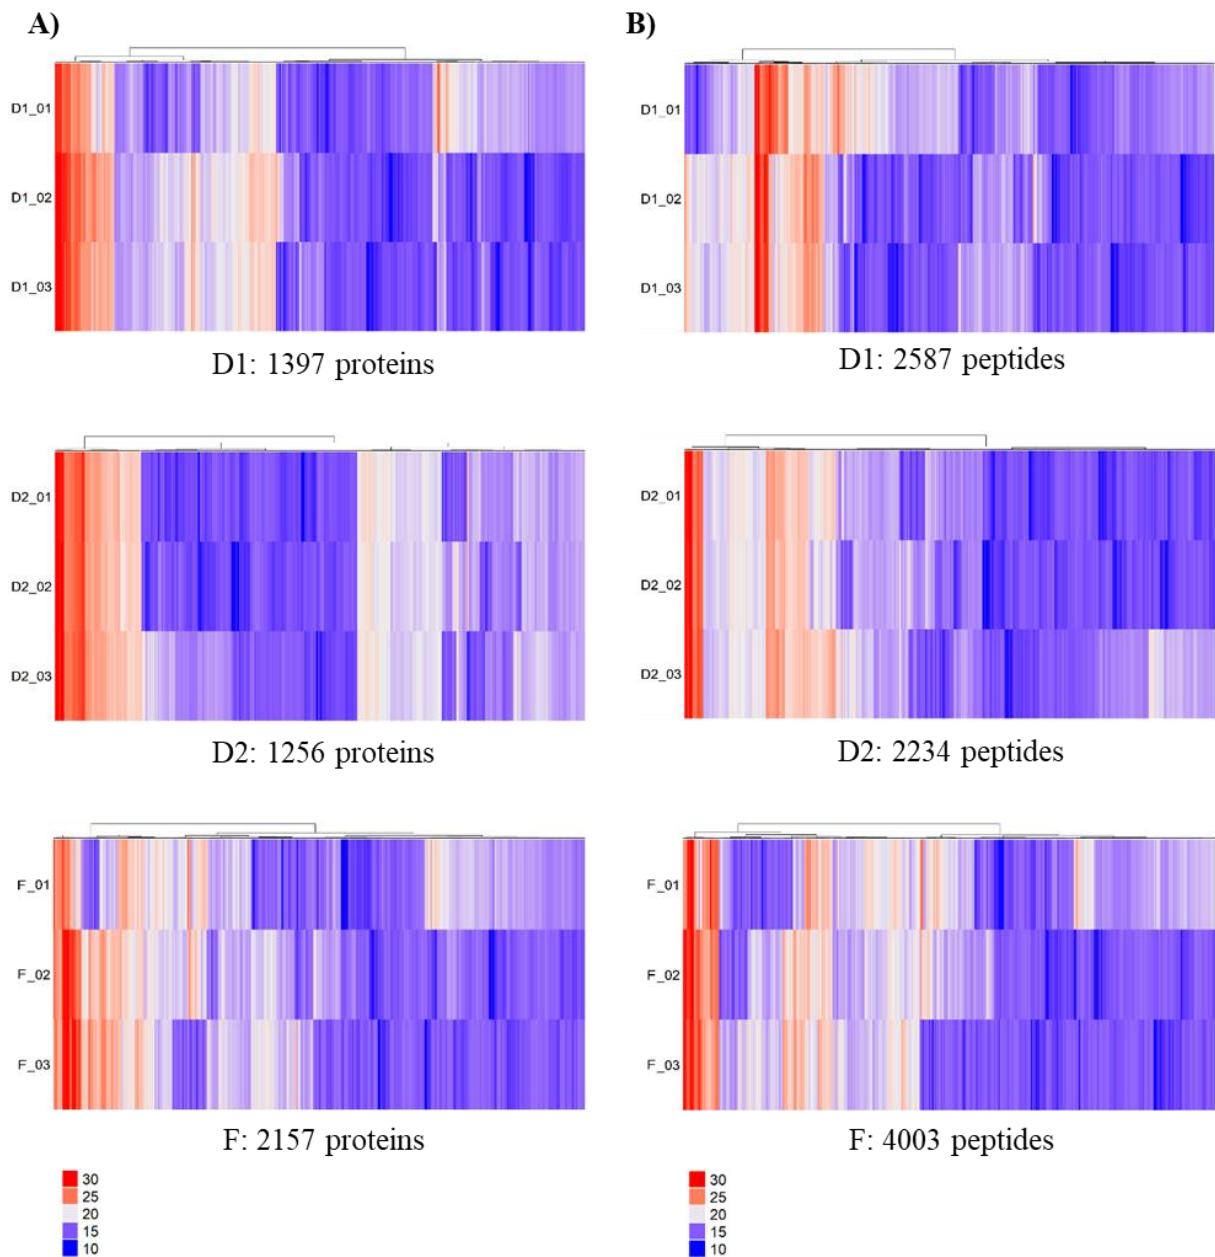 A)
B)
D1_01
D1_02
D1_03
D1: 1397 proteins
D1_01
D1_02
D1_03
D1: 2587 peptides
D2_01
D2_02
D2_03
D2: 1256 proteins
D2_01
D2_02
D2_03
D2: 2234 peptides
F_01
F_02
F_03
F: 2157 proteins
F_01
F_02
F_03
F: 4003 peptides
30
25
20
15
10
30
25
20
15
10